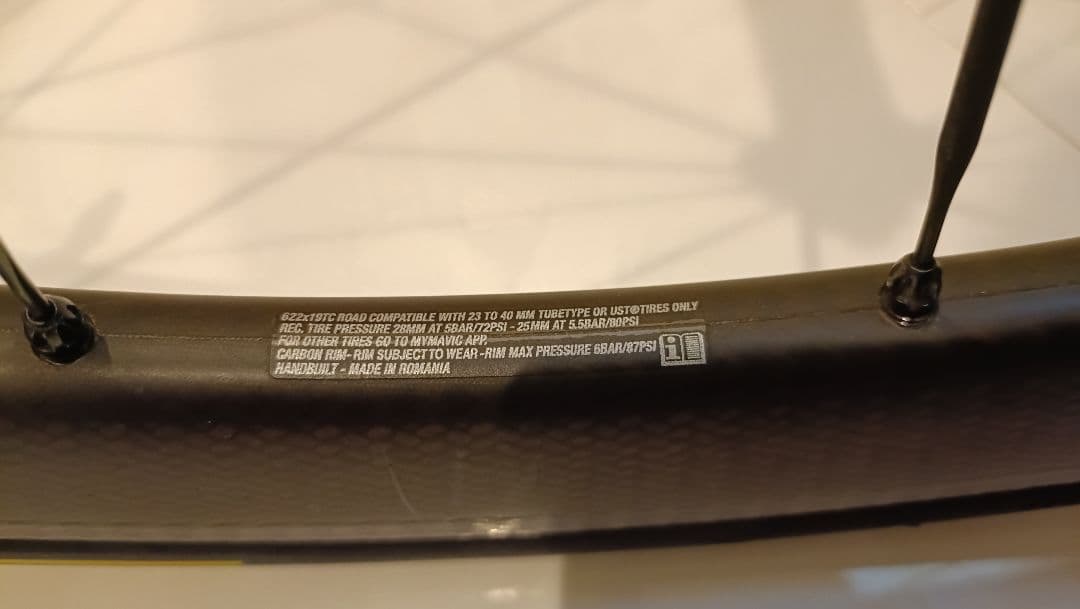 622x19TC ROAD COMPATIBLE WITH 23 TO 40 MM TUBETYPE OR UST® TIRES ONLY
REC. TIRE PRESSURE 28MM AT 5BAR/72PSI - 25MM AT 5.5BAR/80PSI
FOR OTHER TIRES GO TO MYMAVIC APP.
CARBON RIM- RIM SUBJECT TO WEAR -RIM MAX PRESSURE 6BAR/87PSI i
HANDBUILT - MADE IN ROMANIA